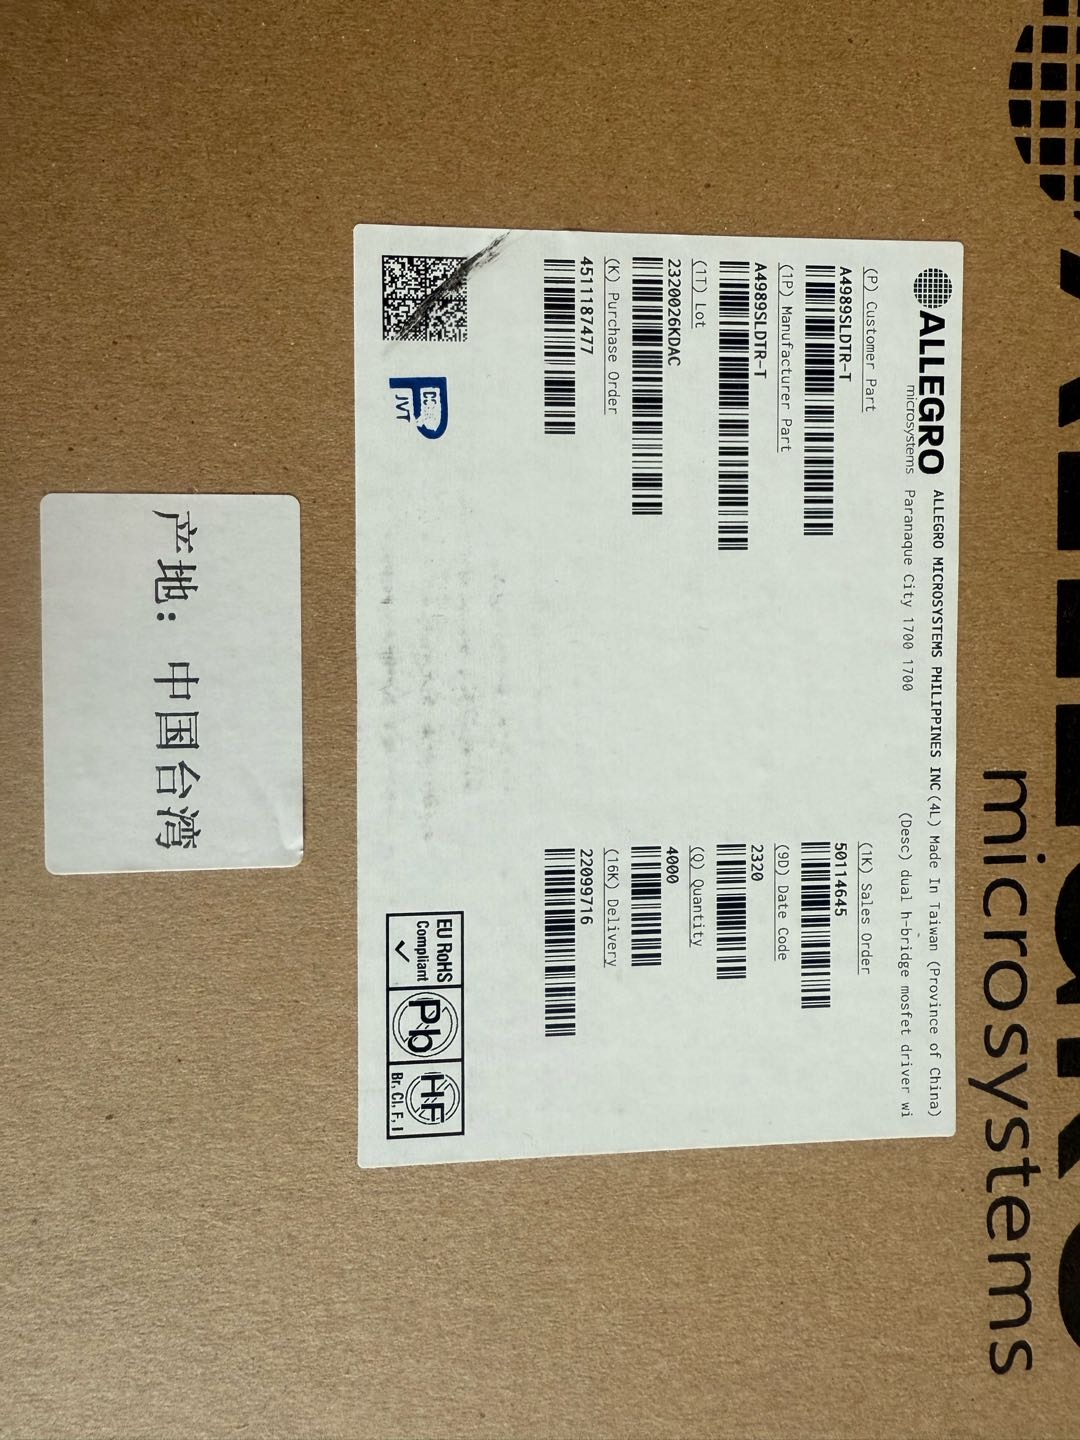 microsystems
ALLEGRO
microsystems
ALLEGRO MICROSYSTEMS PHILIPPINES INC
Paranaque City 1700 1700
(4L) Made In Taiwan (Province of China)
(Desc) dual h-bridge mosfet driver wi
(P) Customer Part
A4989SLDTR-T
(1P) Manufacturer Part
A4989SLDTR-T
(1T) Lot
2320026KDAC
(K) Purchase Order
4511187477
(1K) Sales Order
50114645
(9D) Date Code
2320
(Q) Quantity
4000
(16K) Delivery
22099716
JVT
EU RoHS
Compliant
Pb
HF
Br, Cl, F, I
产地：中国台湾